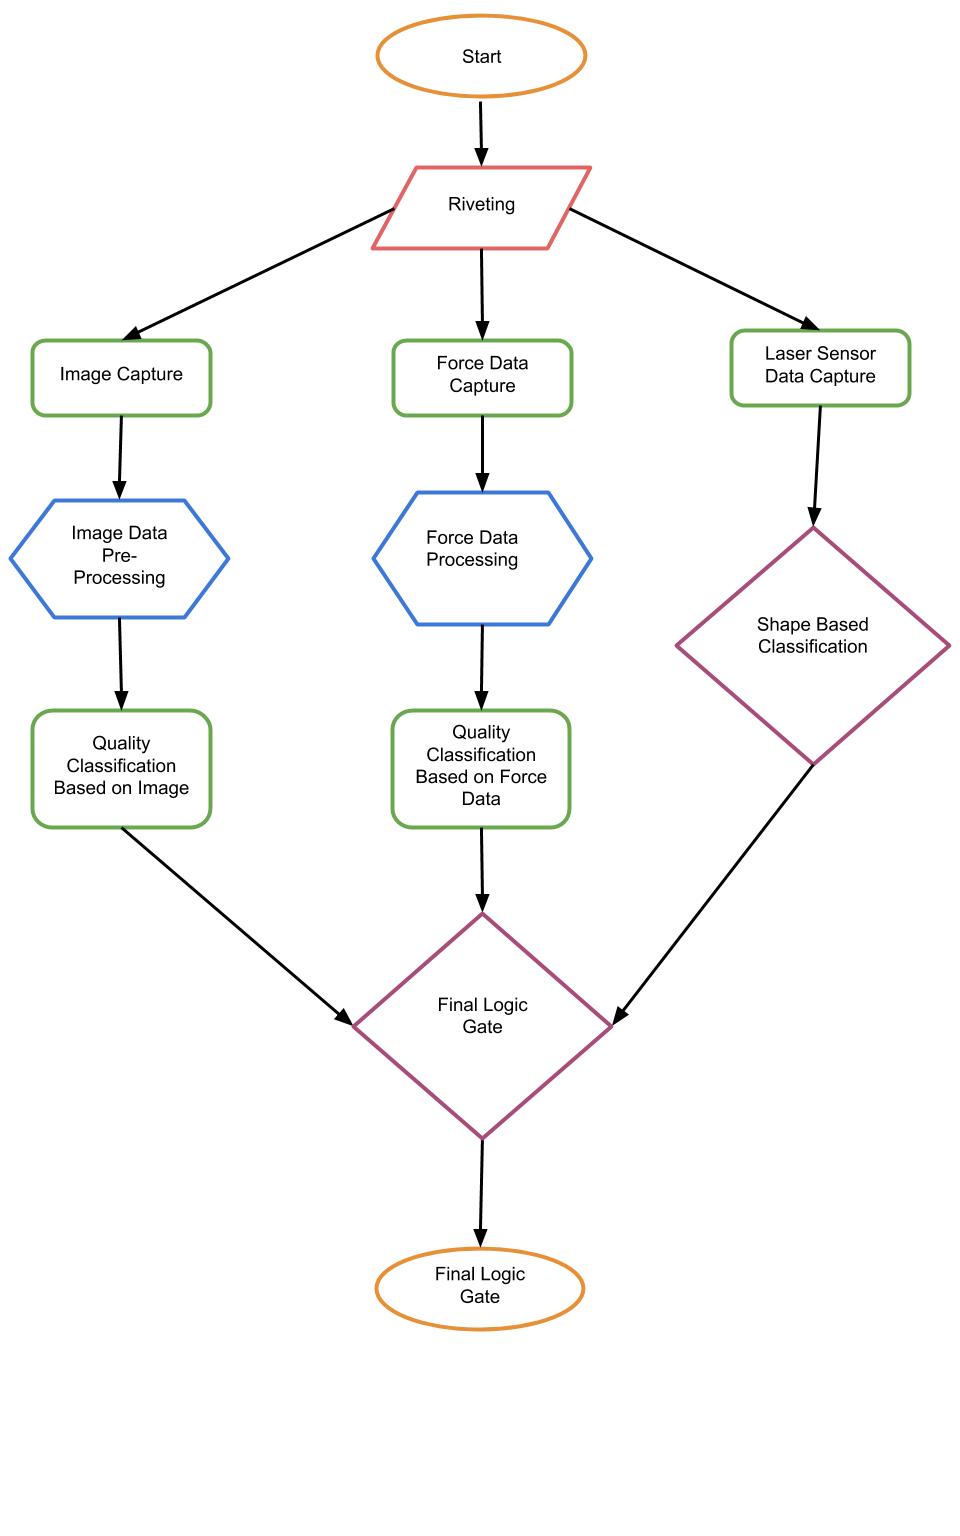 Start
Riveting
Image Capture
Force Data
Capture
Laser Sensor
Data Capture
Image Data
Pre-
Processing
Force Data
Processing
Shape Based
Classification
Quality
Classification
Based on Image
Quality
Classification
Based on Force
Data
Final Logic
Gate
Final Logic
Gate